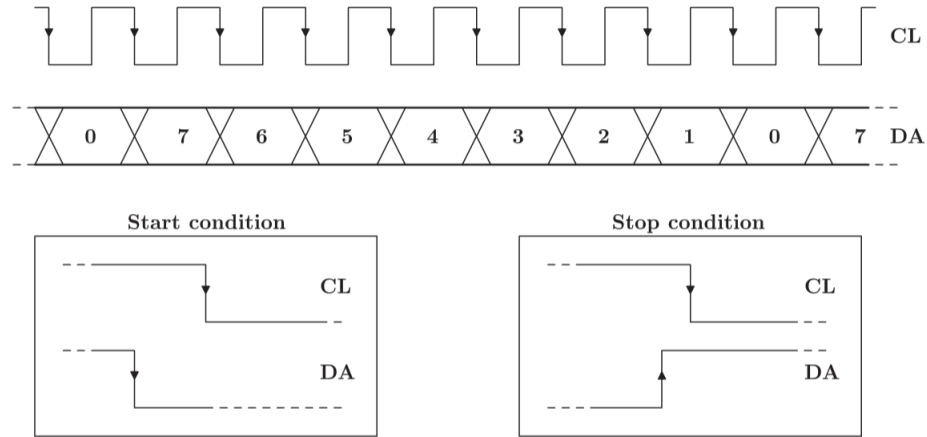 CL
0 7 6 5 4 3 2 1 0 7 DA
Start condition
CL
DA
Stop condition
CL
DA